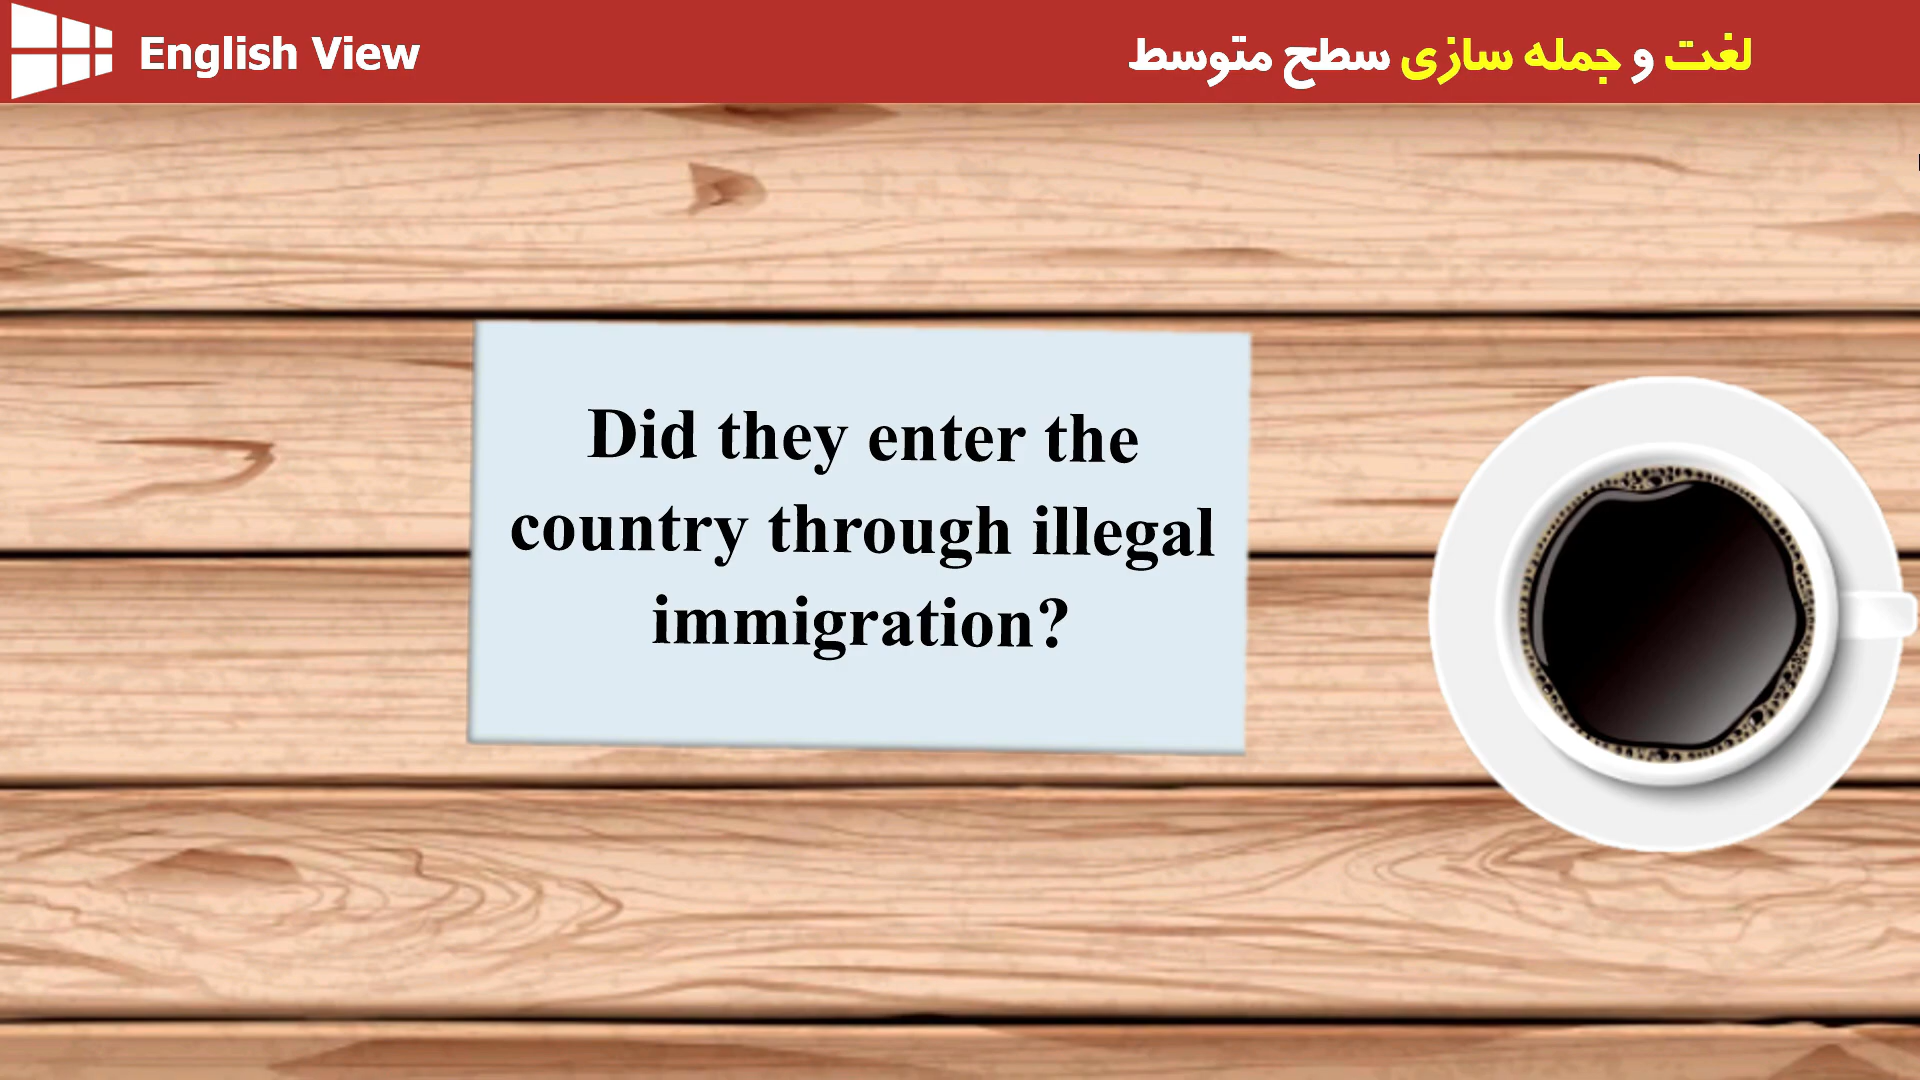 English View
لغت و جمله سازی سطح متوسط
Did they enter the
country through illegal
immigration?